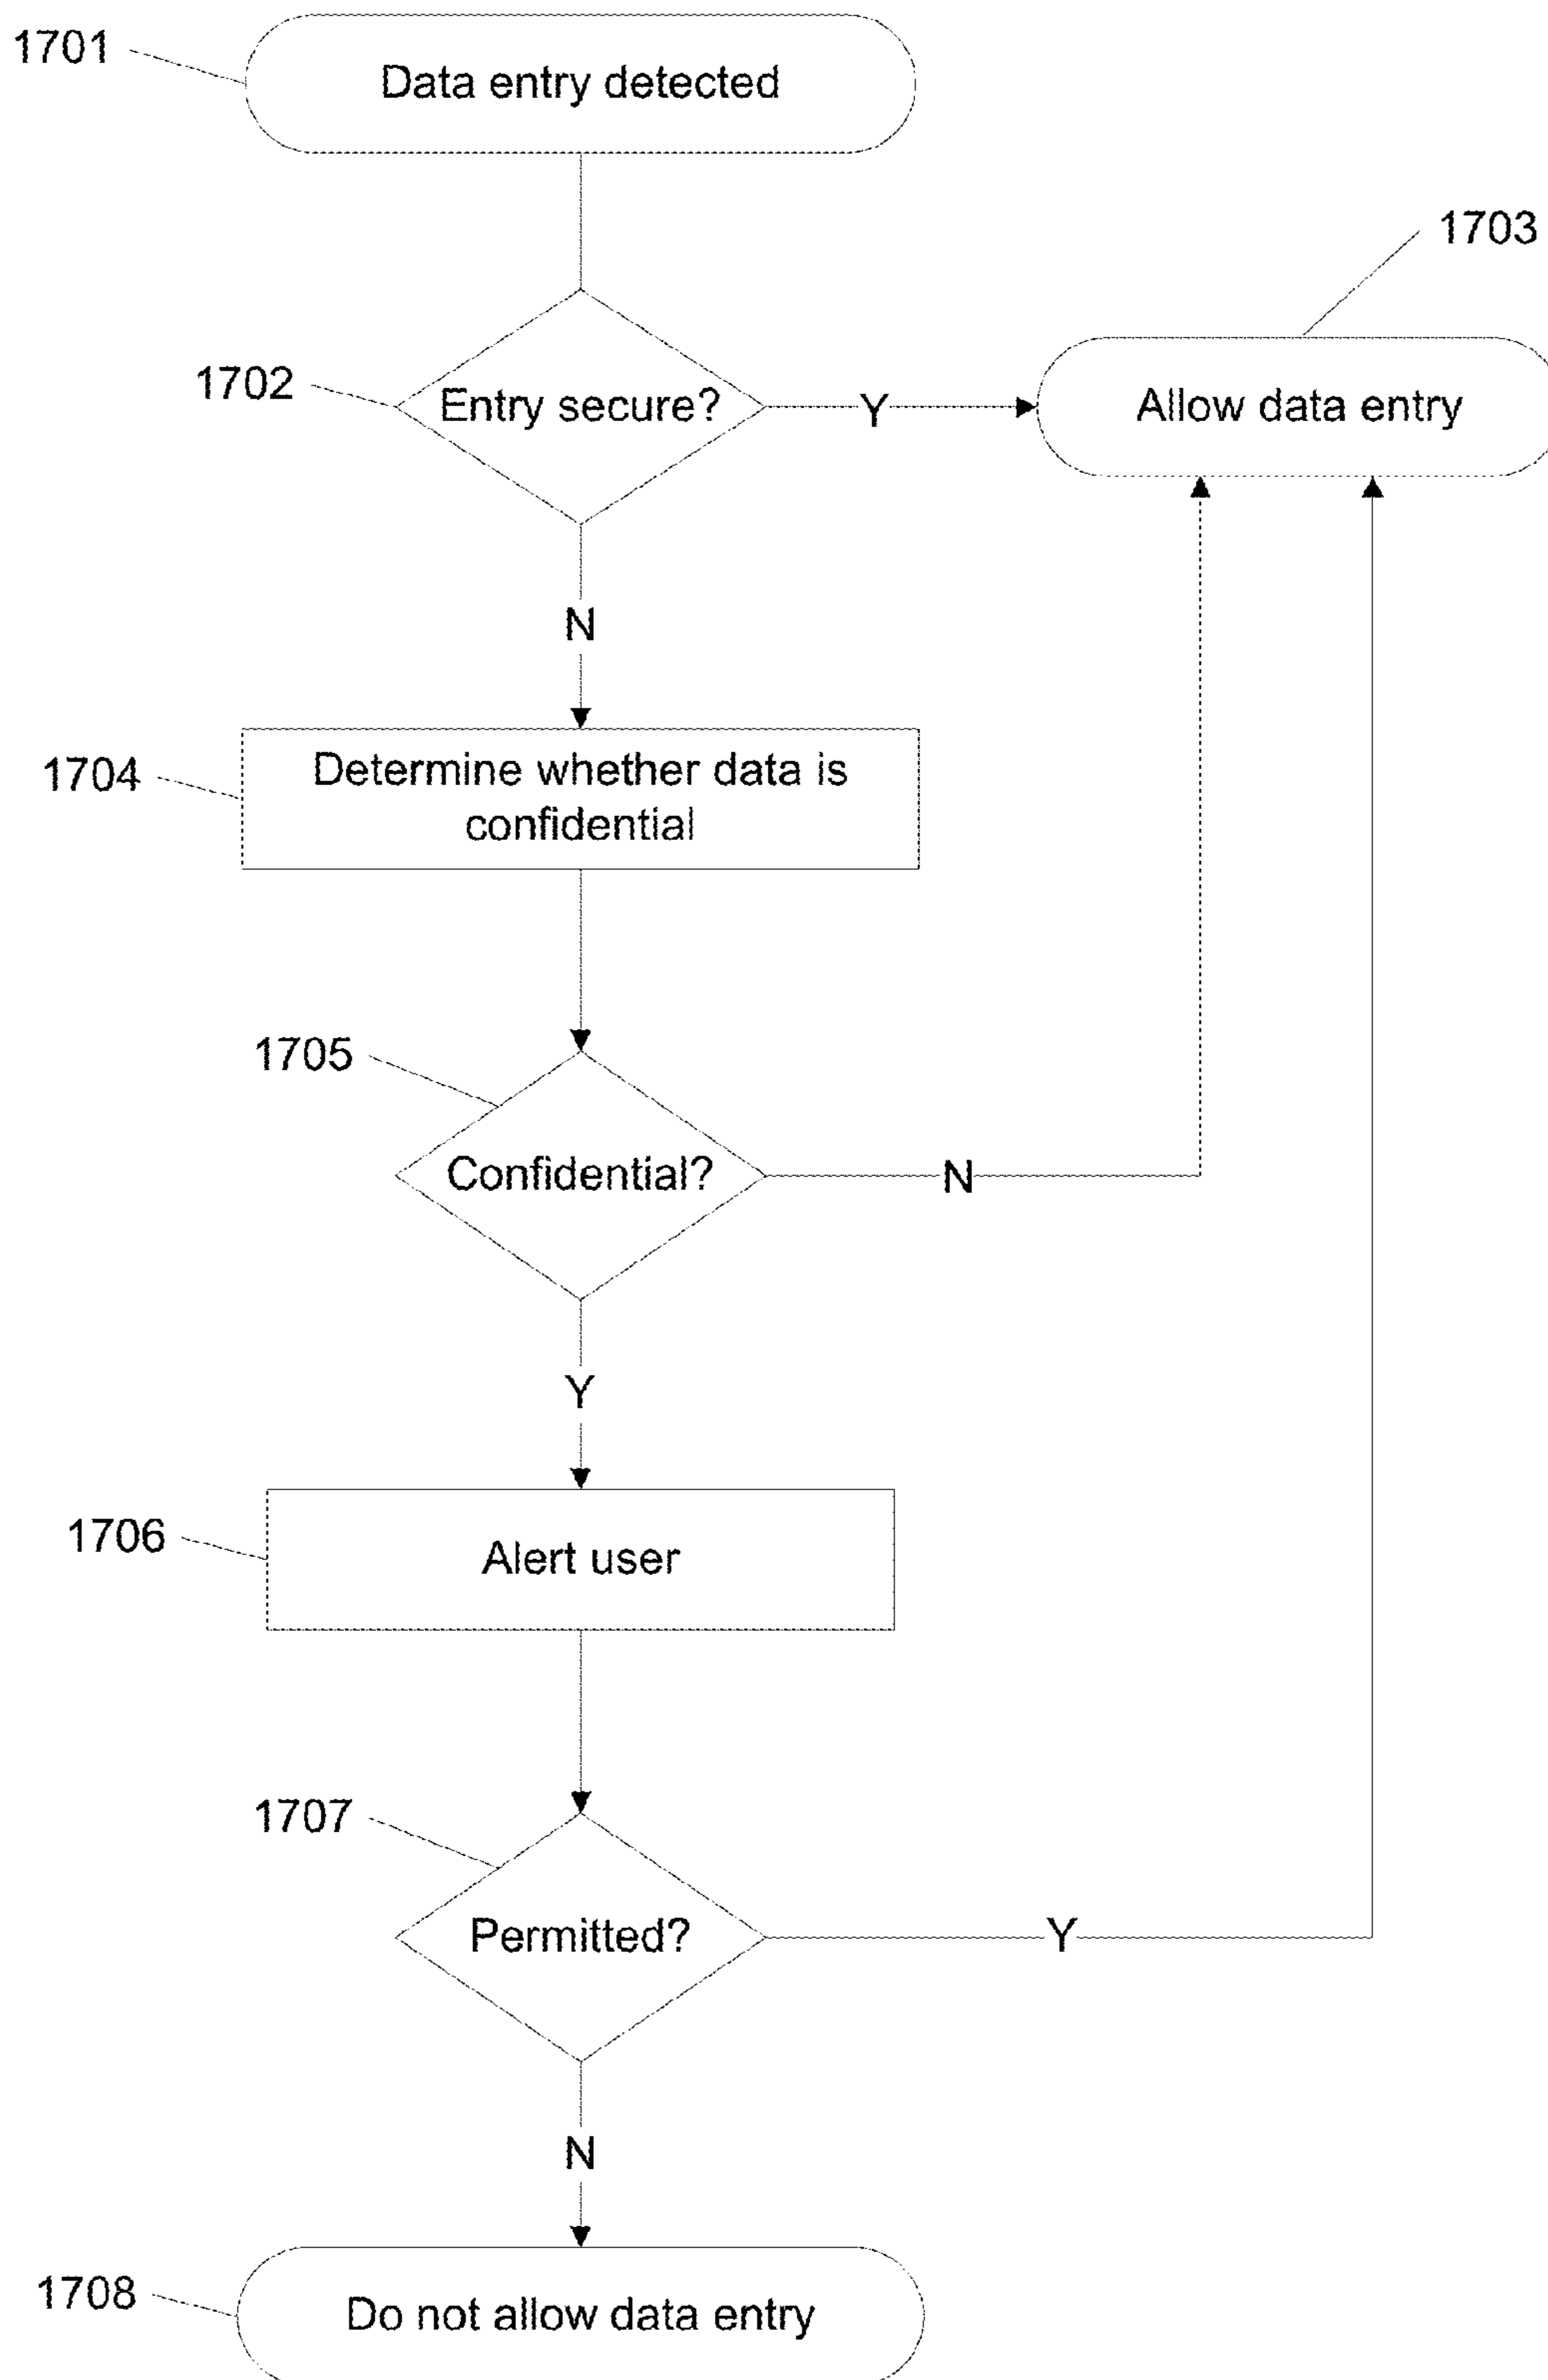 1701
Data entry detected
1703
1702
Entry secure?
Y
Allow data entry
N
1704
Determine whether data is
confidential
1705
Confidential?
N
Y
1706
Alert user
1707
Permitted?
Y
N
1708
Do not allow data entry